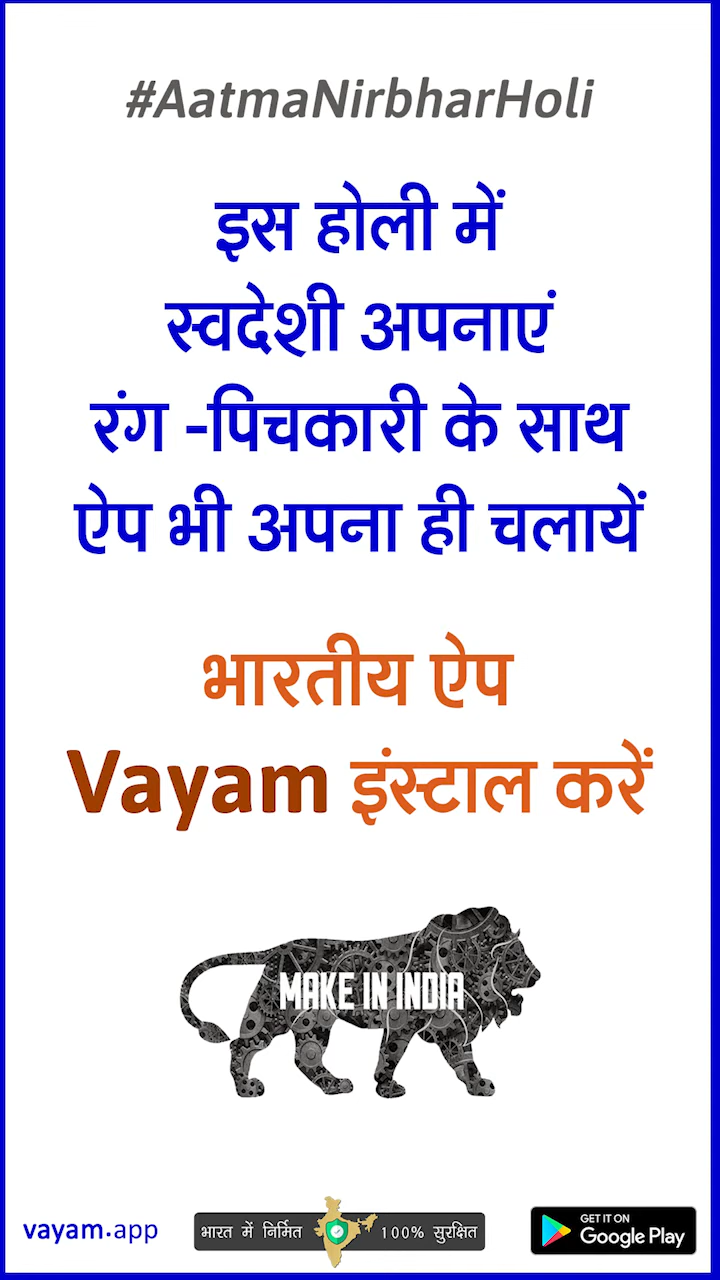 #AatmaNirbharHoli
इस होली में
स्वदेशी अपनाएं
रंग -पिचकारी के साथ
ऐप भी अपना ही चलायें
भारतीय ऐप
Vayam इंस्टाल करें
MAKE IN INDIA
vayam.app
भारत में निर्मित 100% सुरक्षित
GET IT ON
Google Play